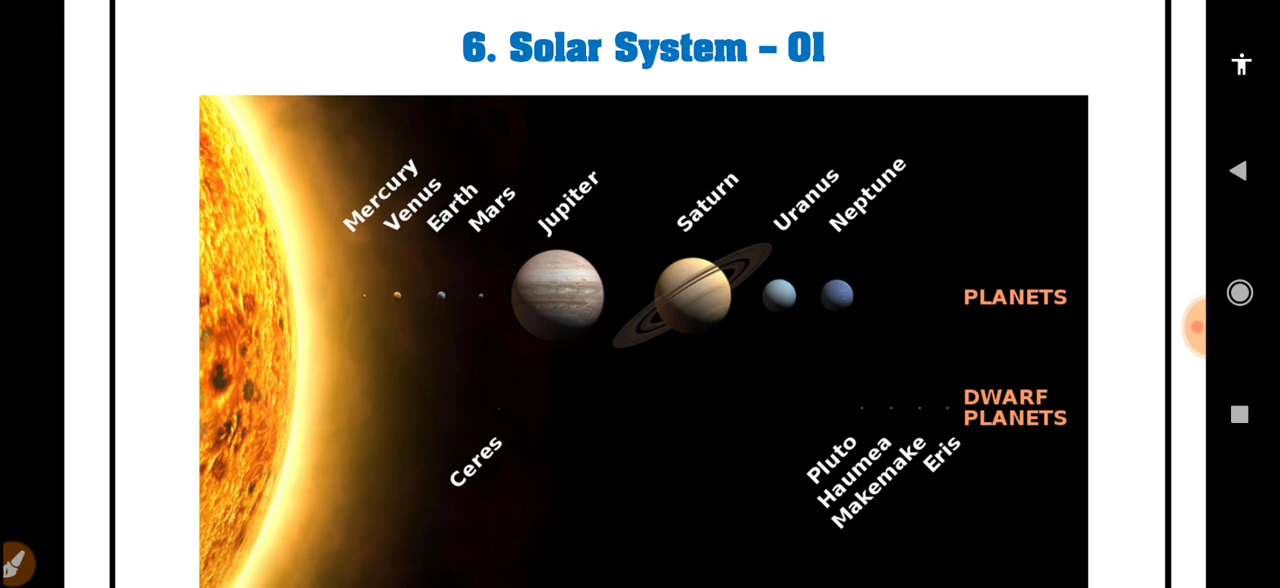 6. Solar System – 01
Mercury
Venus
Earth
Mars
Jupiter
Saturn
Uranus
Neptune
PLANETS
DWARF
PLANETS
Ceres
Pluto
Haumea
Makemake
Eris